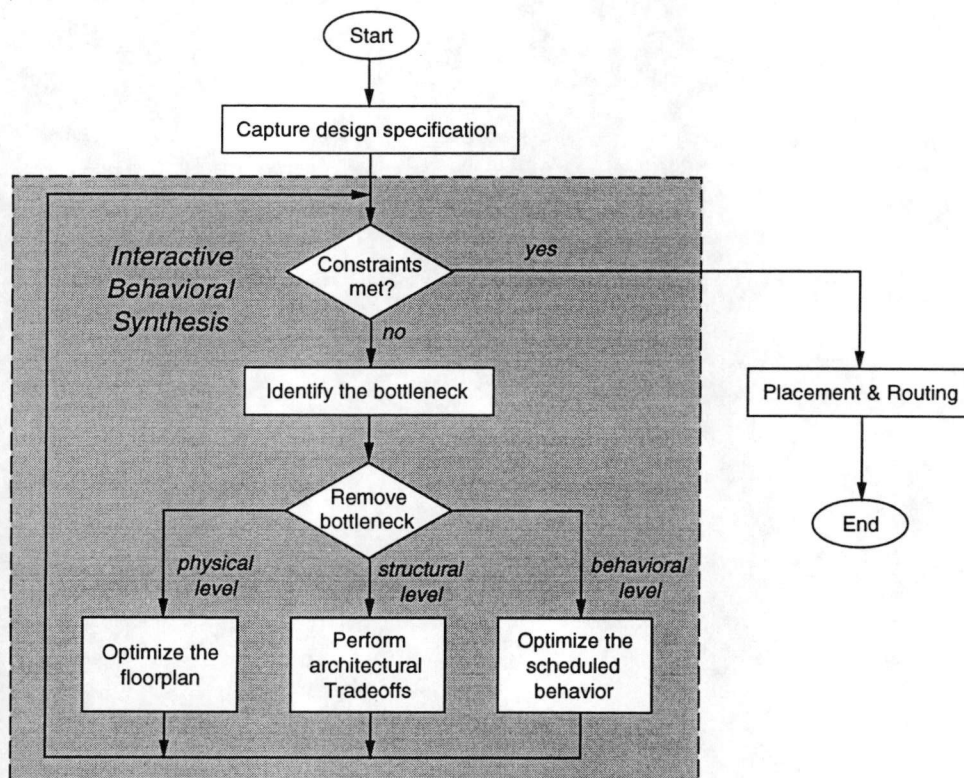 Start
Capture design specification
Interactive
Behavioral
Synthesis
Constraints
met?
yes
no
Identify the bottleneck
Placement & Routing
Remove
bottleneck
End
physical
level
structural
level
behavioral
level
Optimize the
floorplan
Perform
architectural
Tradeoffs
Optimize the
scheduled
behavior